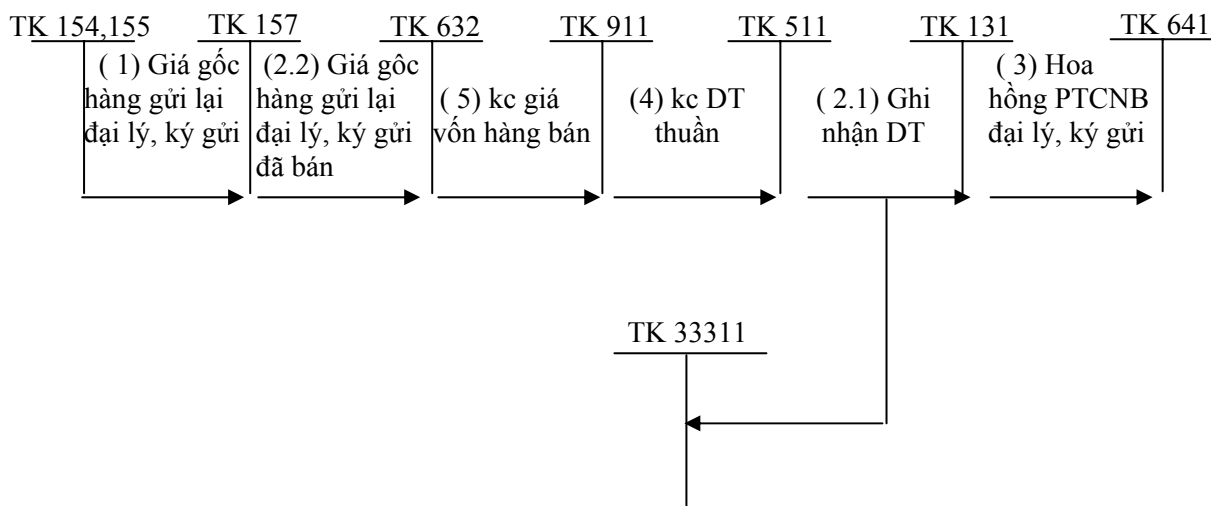 TK 154,155 TK 157 TK 632 TK 911 TK 511 TK 131 TK 641
( 1) Giá gốc
hàng gửi lại
đại lý, ký gửi
(2.2) Giá gôc
hàng gửi lại
đại lý, ký gửi
đã bán
( 5) kc giá
vốn hàng bán
(4) kc DT
thuần
( 2.1) Ghi
nhận DT
( 3) Hoa
hồng PTCNB
đại lý, ký gửi
TK 33311